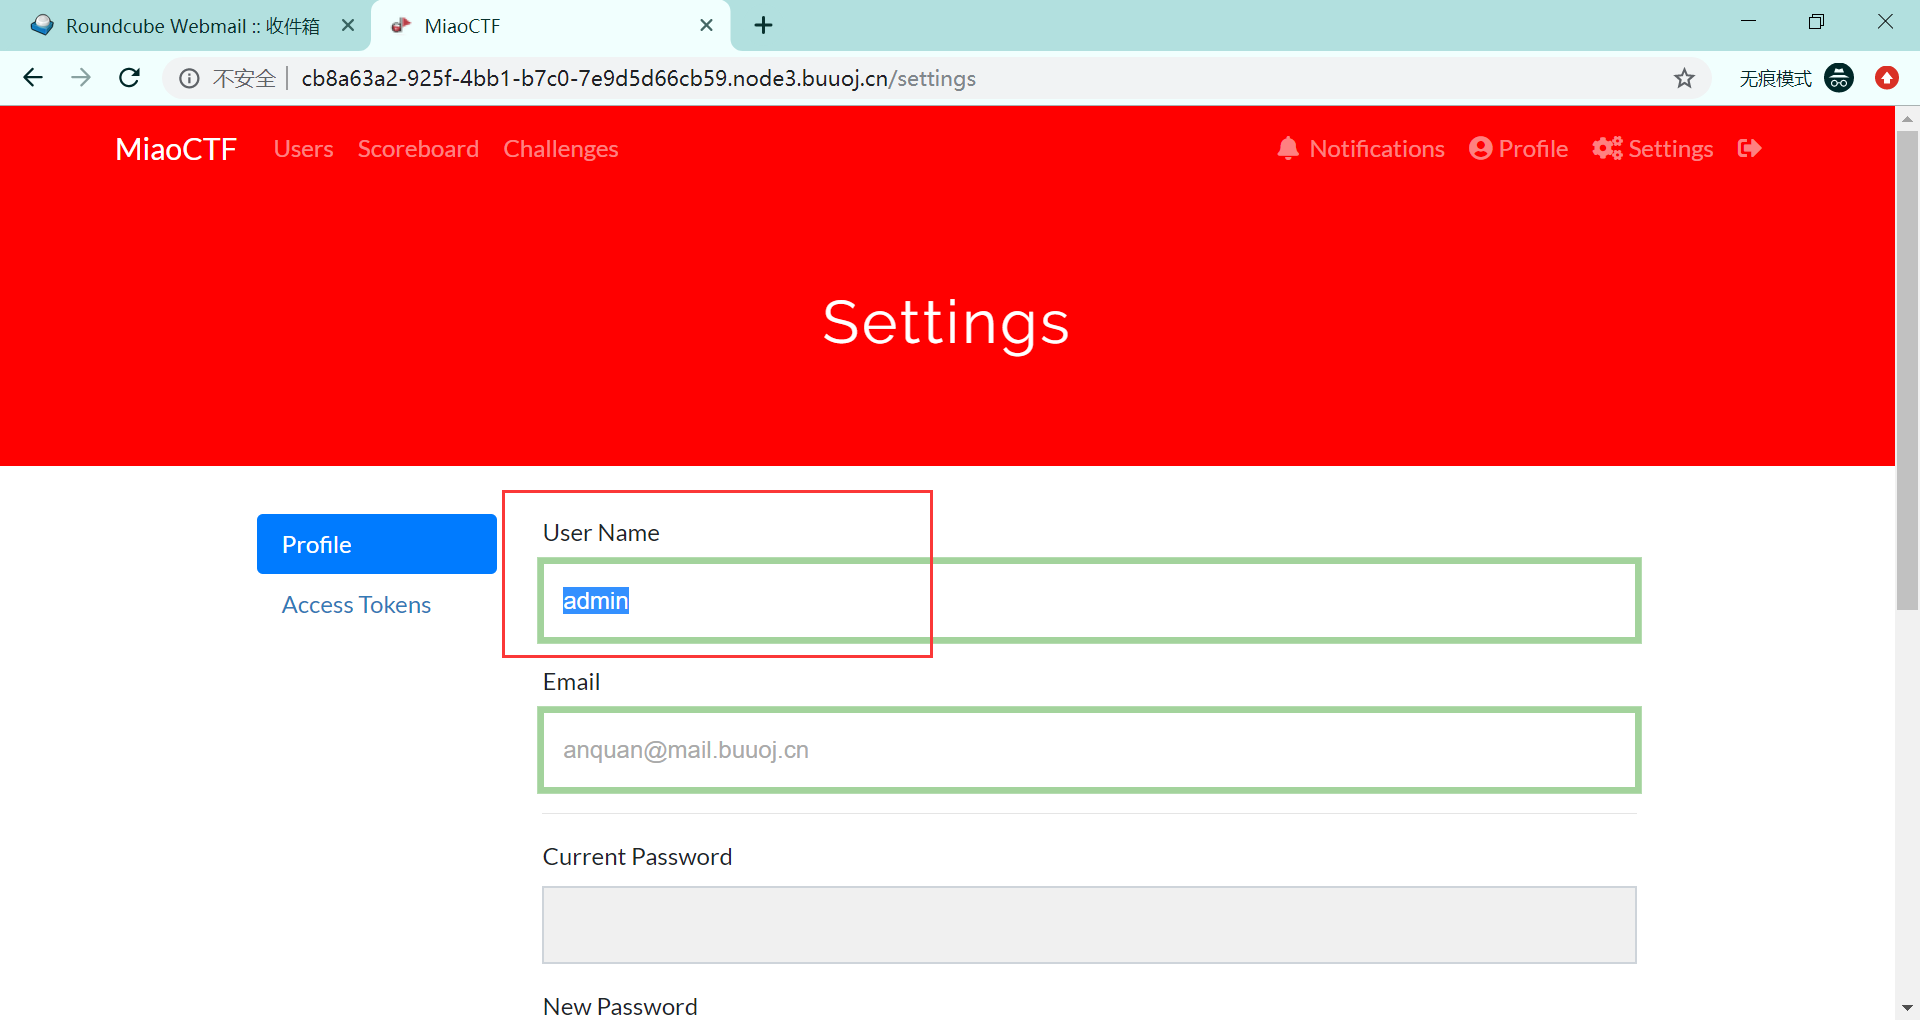 Roundcube Webmail :: 收件箱
MiaoCTF
不安全 cb8a63a2-925f-4bb1-b7c0-7e9d5d66cb59.node3.buuoj.cn/settings
无痕模式
MiaoCTF Users Scoreboard Challenges Notifications Profile Settings
Settings
Profile
Access Tokens
User Name
admin
Email
anquan@mail.buuoj.cn
Current Password
New Password